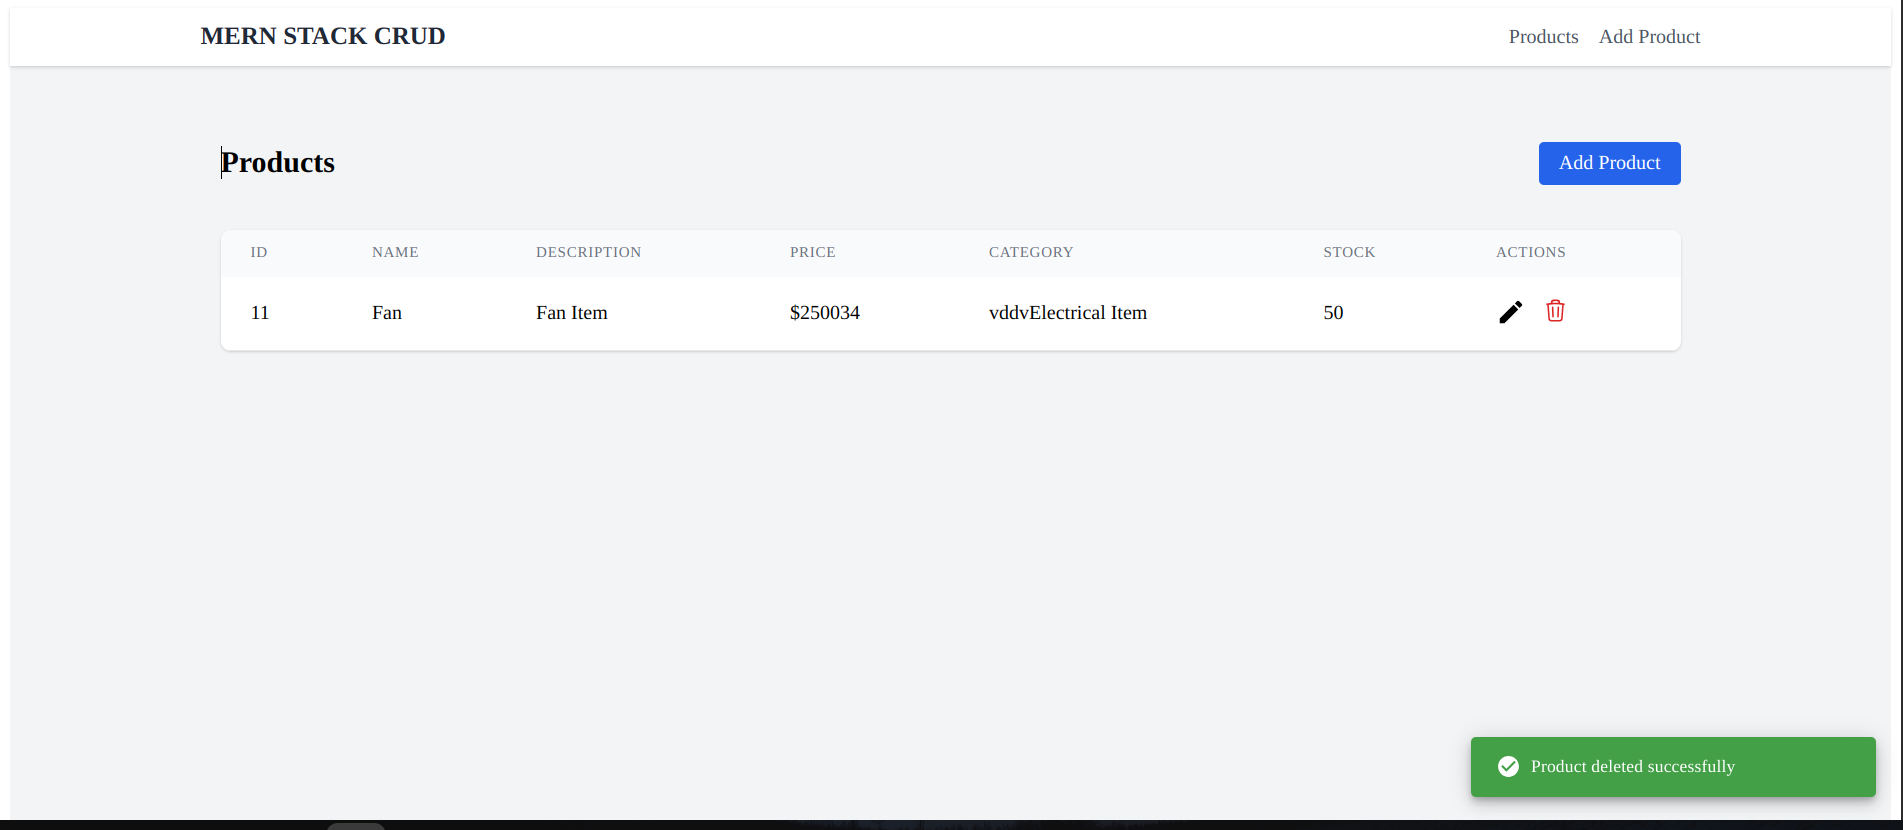 MERN STACK CRUD
Products Add Product
Products
Add Product
ID NAME DESCRIPTION PRICE CATEGORY STOCK ACTIONS
11 Fan Fan Item $250034 vddvElectrical Item 50
Product deleted successfully